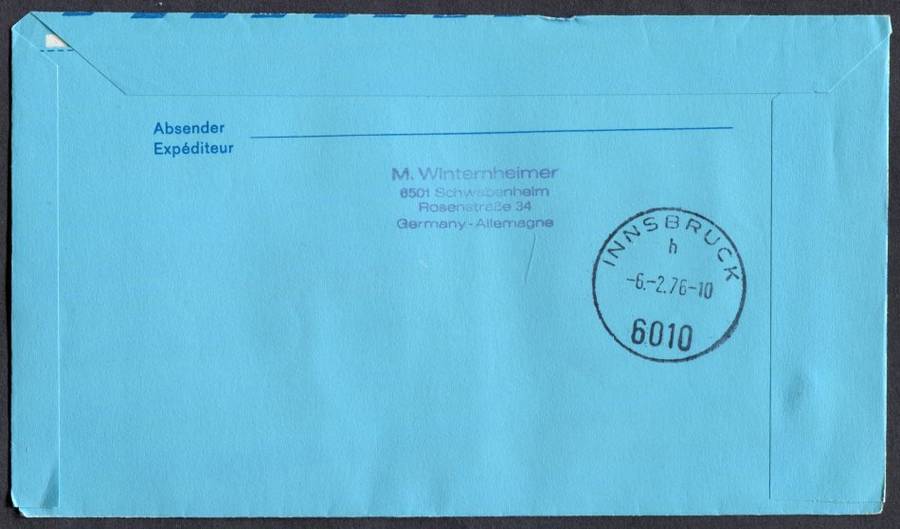 Absender
Expéditeur
M. Winternheimer
6501 Schwabenheim
Rosenstraße 34
Germany-Allemagne
INNSBRUCK
h
-6.-2.76-10
6010